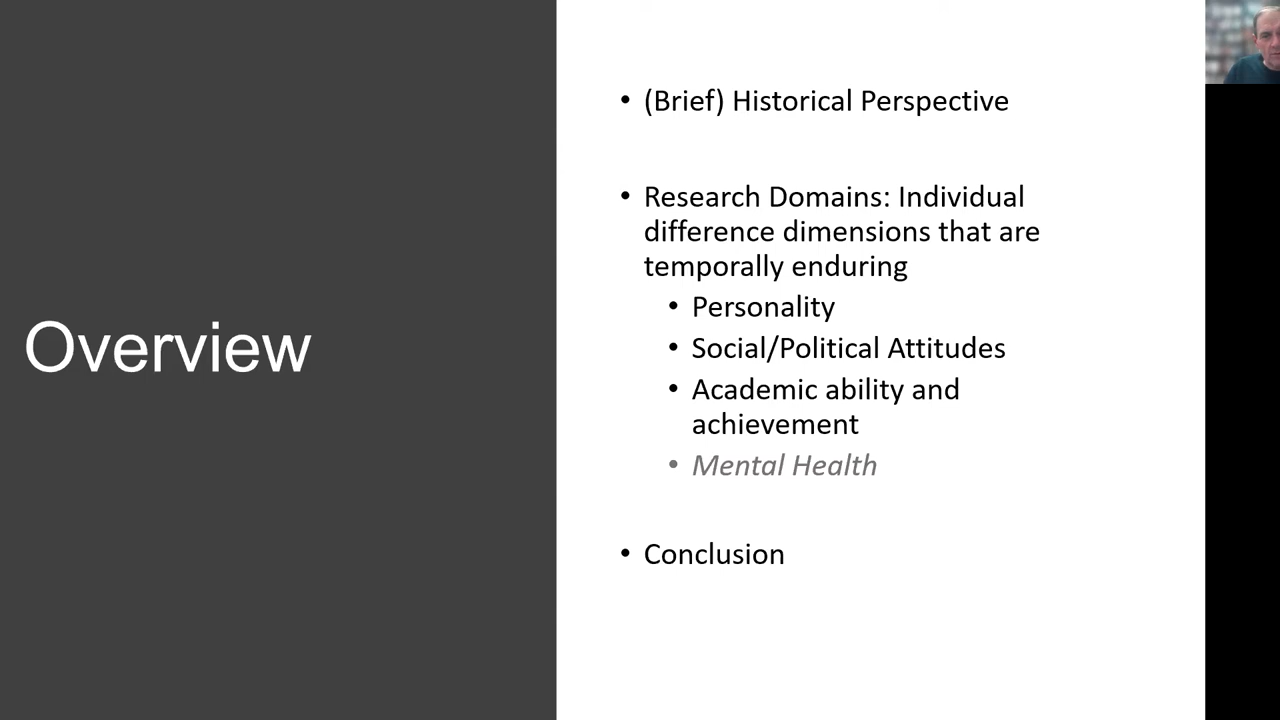 Overview
• (Brief) Historical Perspective
• Research Domains: Individual
difference dimensions that are
temporally enduring
• Personality
• Social/Political Attitudes
• Academic ability and
achievement
• Mental Health
• Conclusion